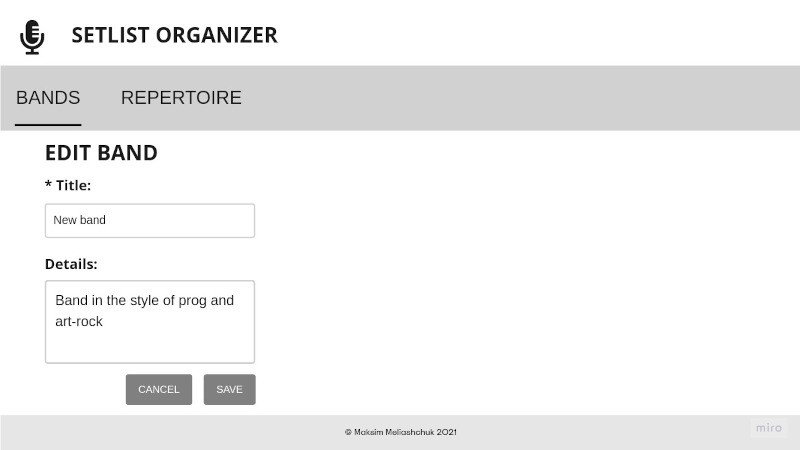 SETLIST ORGANIZER
BANDS REPERTOIRE
EDIT BAND
* Title:
New band
Details:
Band in the style of prog and
art-rock
CANCEL SAVE
© Maksim Meliashchuk 2021
miro